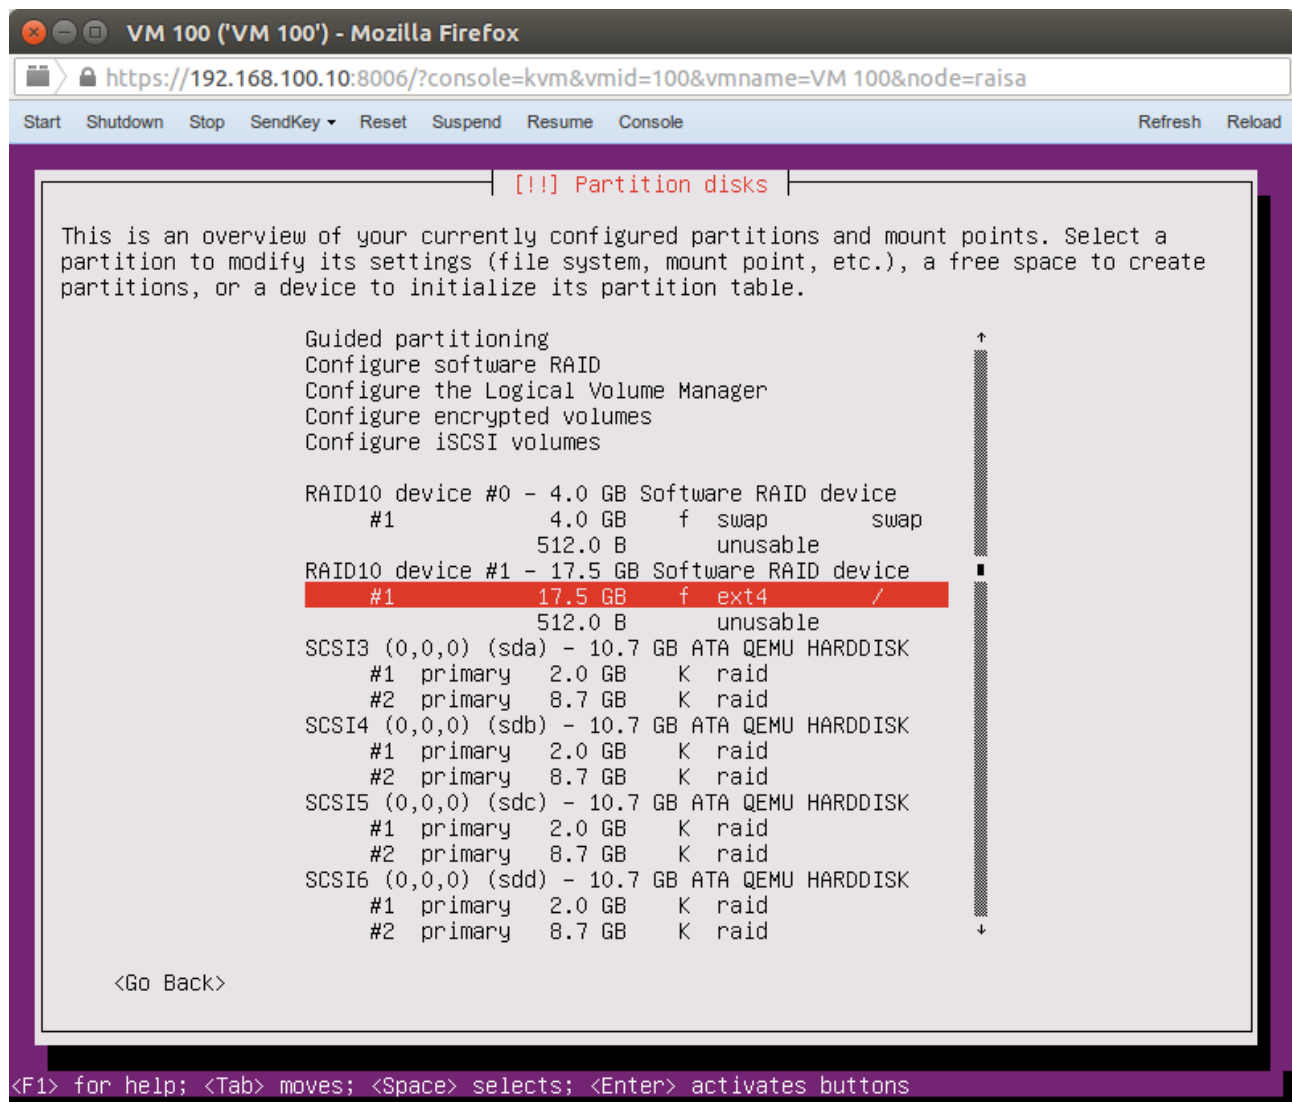 VM 100 ('VM 100') - Mozilla Firefox
https://192.168.100.10:8006/?console=kvm&vmid=100&vmname=VM 100&node=raisa
Start Shutdown Stop SendKey Reset Suspend Resume Console Refresh Reload
[!!] Partition disks
This is an overview of your currently configured partitions and mount points. Select a
partition to modify its settings (file system, mount point, etc.), a free space to create
partitions, or a device to initialize its partition table.
Guided partitioning
Configure software RAID
Configure the Logical Volume Manager
Configure encrypted volumes
Configure iSCSI volumes
RAID10 device #0 - 4.0 GB Software RAID device
#1 4.0 GB f swap swap
512.0 B unusable
RAID10 device #1 - 17.5 GB Software RAID device
#1 17.5 GB f ext4 /
512.0 B unusable
SCSI3 (0,0,0) (sda) - 10.7 GB ATA QEMU HARDDISK
#1 primary 2.0 GB K raid
#2 primary 8.7 GB K raid
SCSI4 (0,0,0) (sdb) - 10.7 GB ATA QEMU HARDDISK
#1 primary 2.0 GB K raid
#2 primary 8.7 GB K raid
SCSI5 (0,0,0) (sdc) - 10.7 GB ATA QEMU HARDDISK
#1 primary 2.0 GB K raid
#2 primary 8.7 GB K raid
SCSI6 (0,0,0) (sdd) - 10.7 GB ATA QEMU HARDDISK
#1 primary 2.0 GB K raid
#2 primary 8.7 GB K raid
<Go Back>
<F1> for help; <Tab> moves; <Space> selects; <Enter> activates buttons